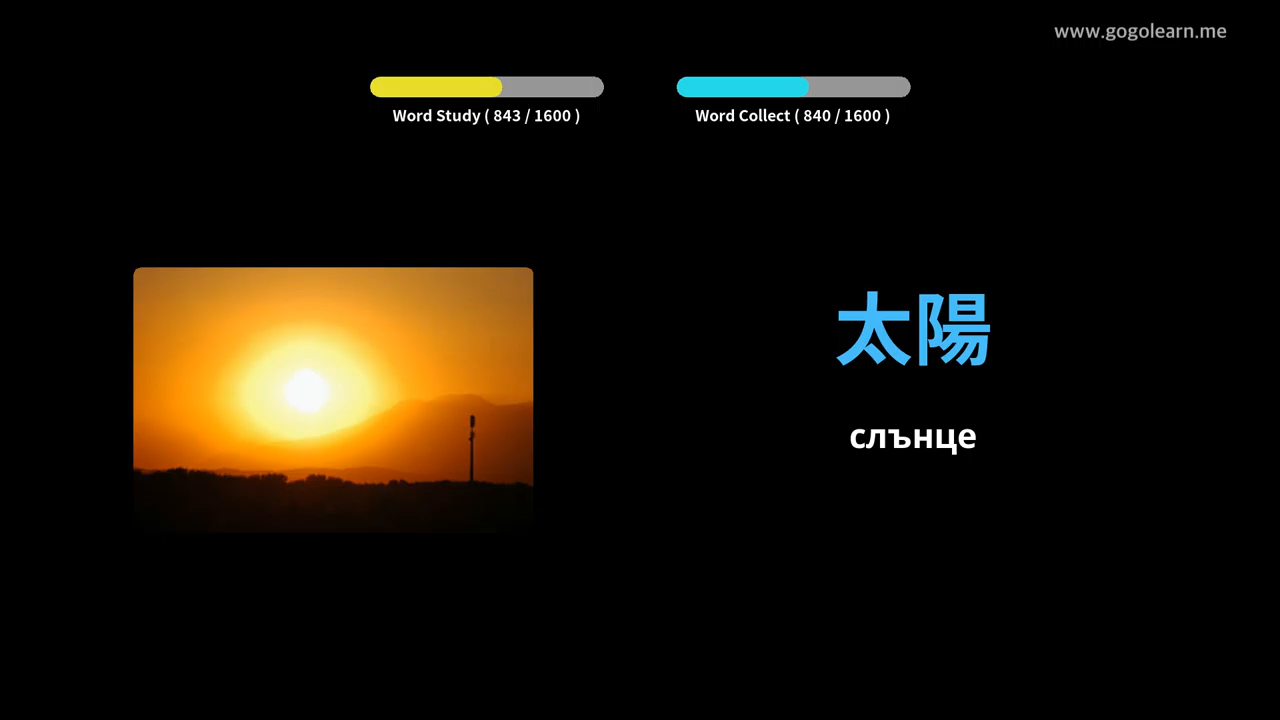 www.gogolearn.me
Word Study ( 843 / 1600 )
Word Collect ( 840 / 1600 )
太陽
слънце